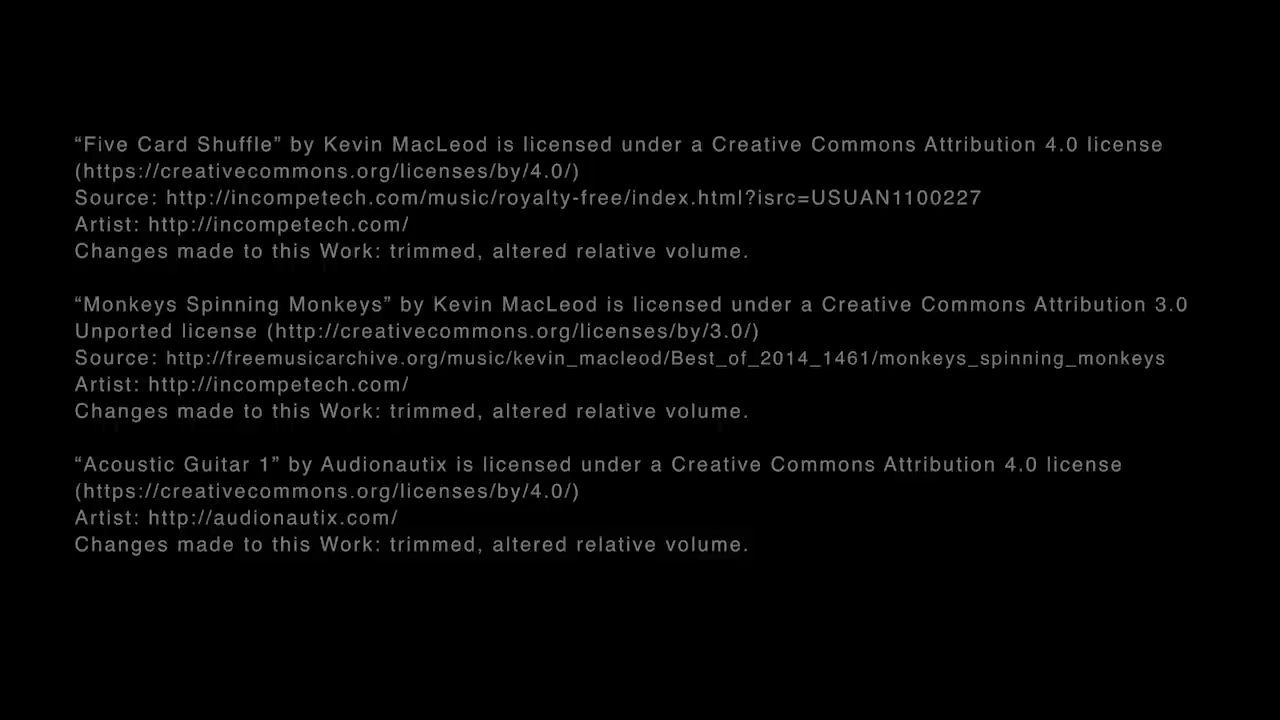 “Five Card Shuffle” by Kevin MacLeod is licensed under a Creative Commons Attribution 4.0 license
(https://creativecommons.org/licenses/by/4.0/)
Source: http://incompetech.com/music/royalty-free/index.html?isrc=USUAN1100227
Artist: http://incompetech.com/
Changes made to this Work: trimmed, altered relative volume.
“Monkeys Spinning Monkeys” by Kevin MacLeod is licensed under a Creative Commons Attribution 3.0
Unported license (http://creativecommons.org/licenses/by/3.0/)
Source: http://freemusicarchive.org/music/kevin_macleod/Best_of_2014_1461/monkeys_spinning_monkeys
Artist: http://incompetech.com/
Changes made to this Work: trimmed, altered relative volume.
“Acoustic Guitar 1” by Audionautix is licensed under a Creative Commons Attribution 4.0 license
(https://creativecommons.org/licenses/by/4.0/)
Artist: http://audionautix.com/
Changes made to this Work: trimmed, altered relative volume.